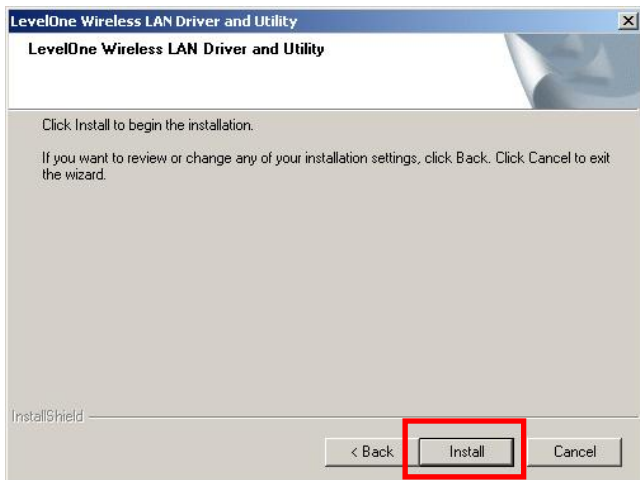 LevelOne Wireless LAN Driver and Utility
LevelOne Wireless LAN Driver and Utility
Click Install to begin the installation.
If you want to review or change any of your installation settings, click Back. Click Cancel to exit
the wizard.
InstallShield
< Back Install Cancel